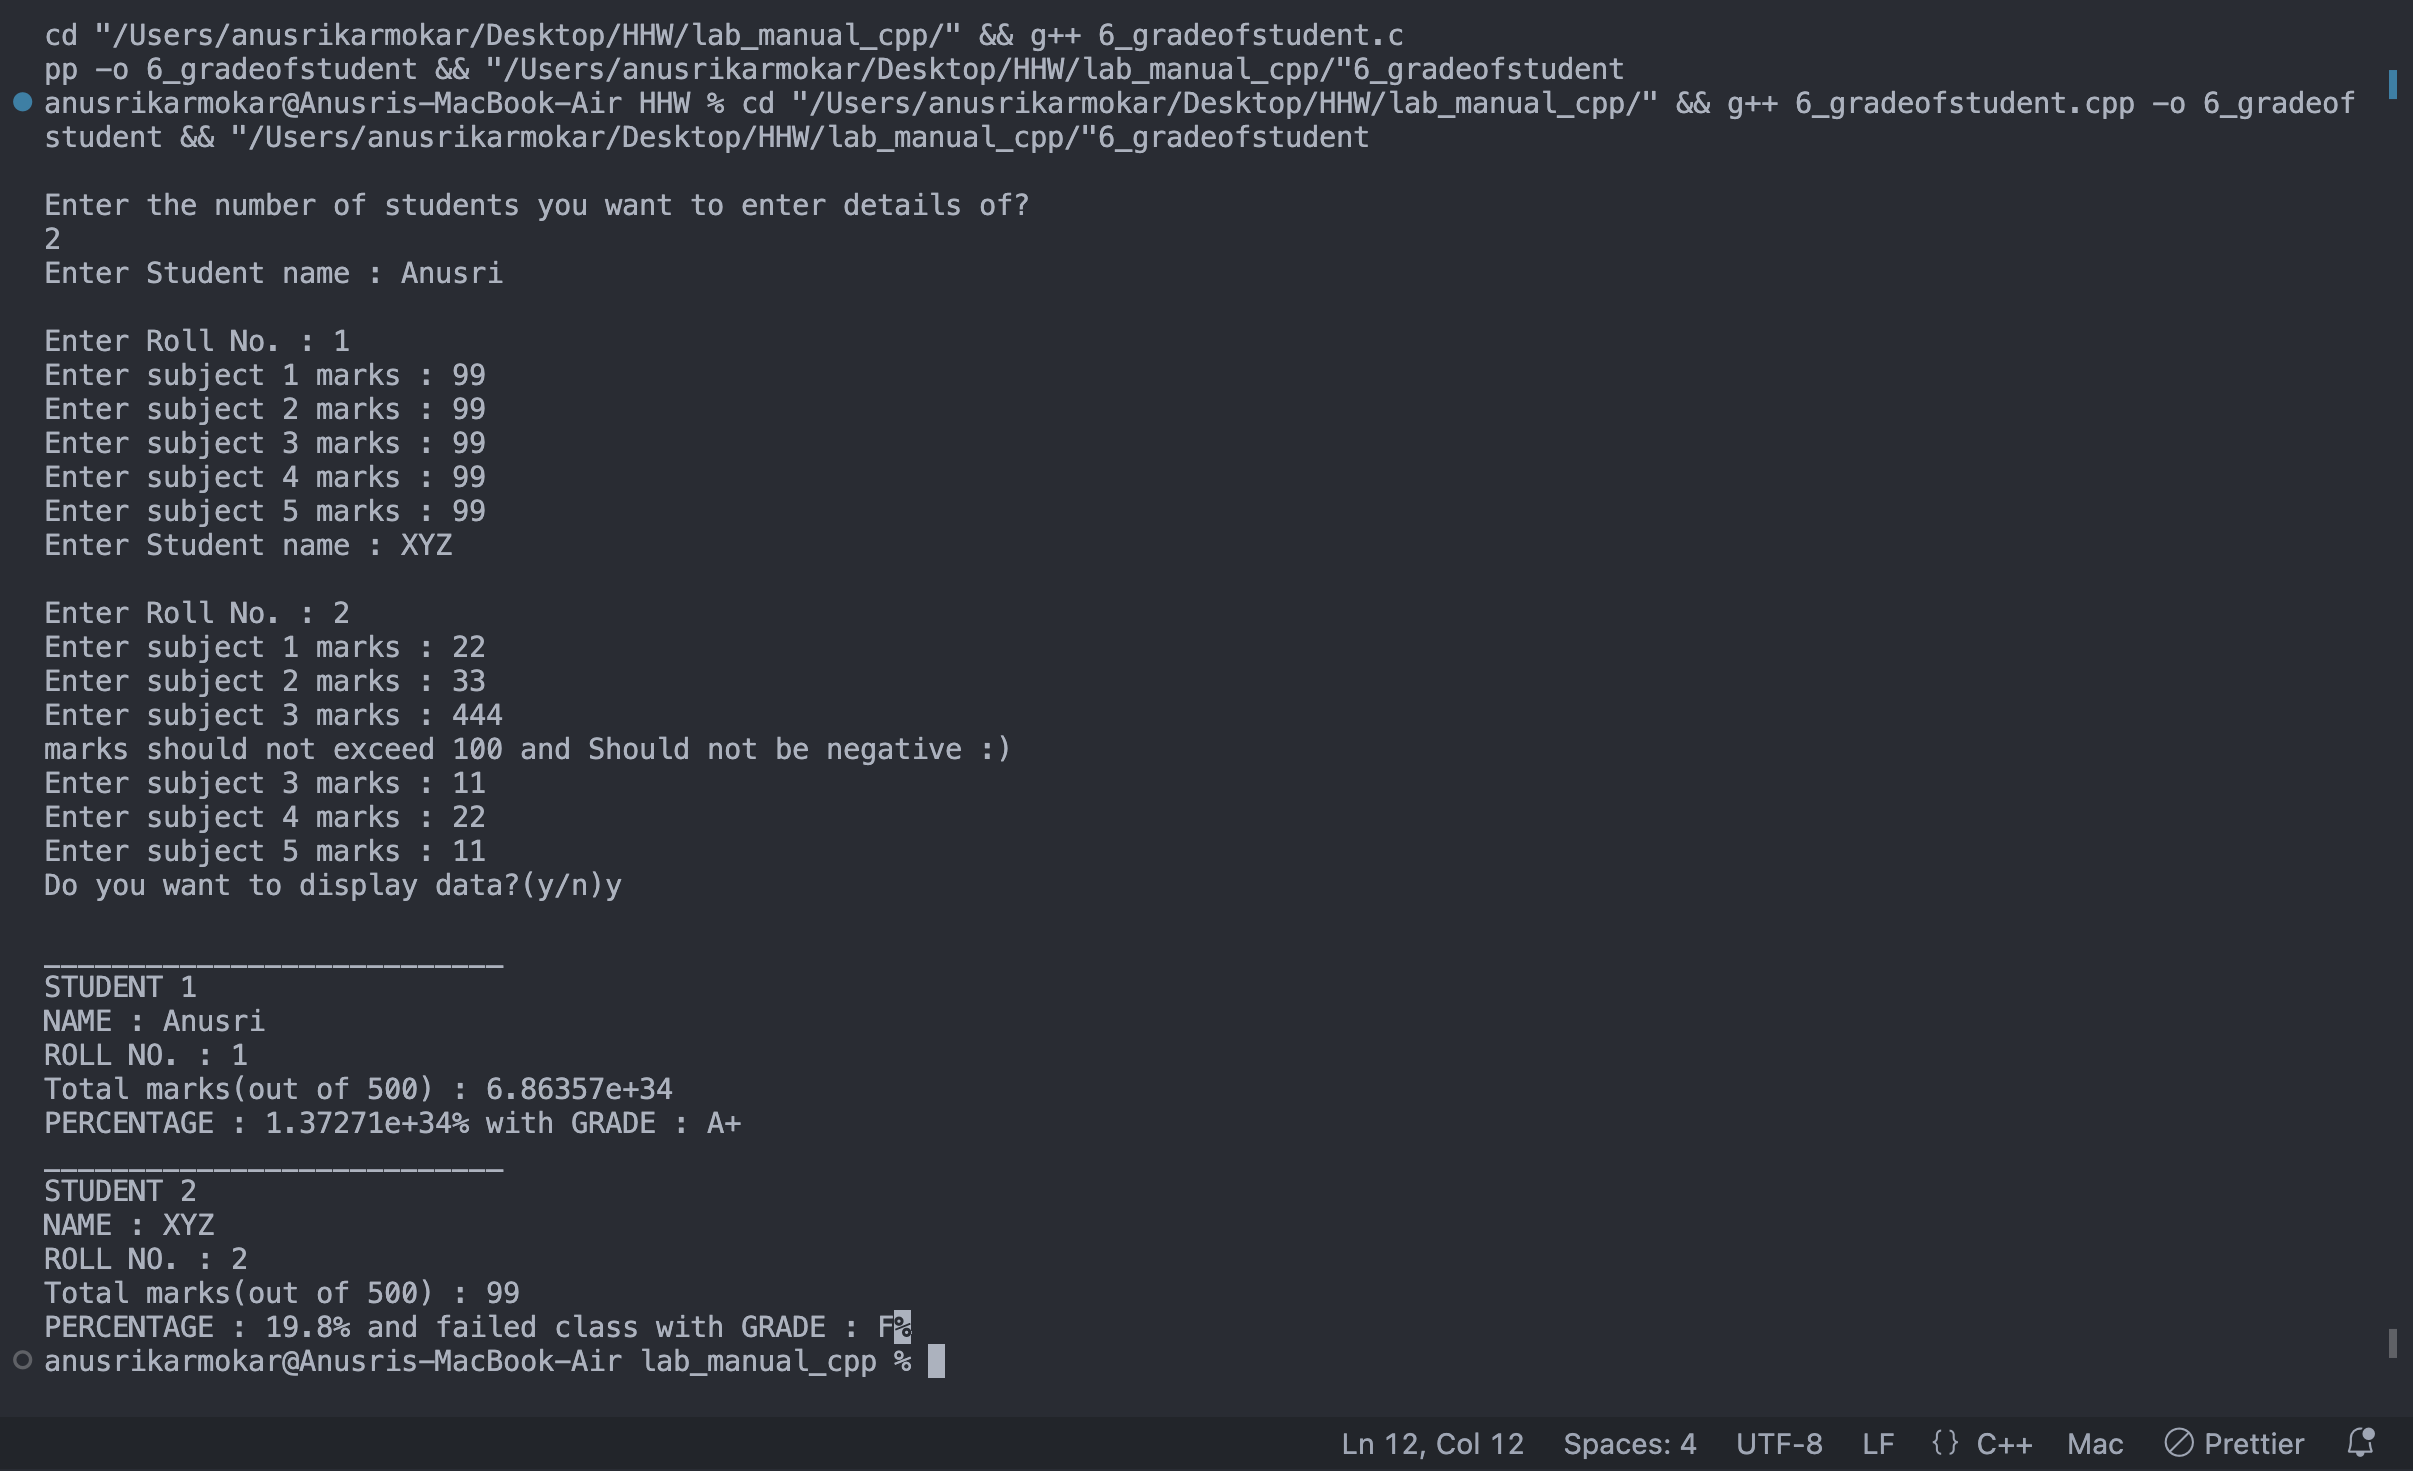 cd "/Users/anusrikarmokar/Desktop/HHW/lab_manual_cpp/" && g++ 6_gradeofstudent.c
pp -o 6_gradeofstudent && "/Users/anusrikarmokar/Desktop/HHW/lab_manual_cpp/"6_gradeofstudent
anusrikarmokar@Anusris-MacBook-Air HHW % cd "/Users/anusrikarmokar/Desktop/HHW/lab_manual_cpp/" && g++ 6_gradeofstudent.cpp -o 6_gradeof
student && "/Users/anusrikarmokar/Desktop/HHW/lab_manual_cpp/"6_gradeofstudent
Enter the number of students you want to enter details of?
2
Enter Student name : Anusri
Enter Roll No. : 1
Enter subject 1 marks : 99
Enter subject 2 marks : 99
Enter subject 3 marks : 99
Enter subject 4 marks : 99
Enter subject 5 marks : 99
Enter Student name : XYZ
Enter Roll No. : 2
Enter subject 1 marks : 22
Enter subject 2 marks : 33
Enter subject 3 marks : 444
marks should not exceed 100 and Should not be negative :)
Enter subject 3 marks : 11
Enter subject 4 marks : 22
Enter subject 5 marks : 11
Do you want to display data?(y/n)y
___________________________
STUDENT 1
NAME : Anusri
ROLL NO. : 1
Total marks(out of 500) : 6.86357e+34
PERCENTAGE : 1.37271e+34% with GRADE : A+
___________________________
STUDENT 2
NAME : XYZ
ROLL NO. : 2
Total marks(out of 500) : 99
PERCENTAGE : 19.8% and failed class with GRADE : F%
anusrikarmokar@Anusris-MacBook-Air lab_manual_cpp %
Ln 12, Col 12 Spaces: 4 UTF-8 LF {} C++ Mac Prettier